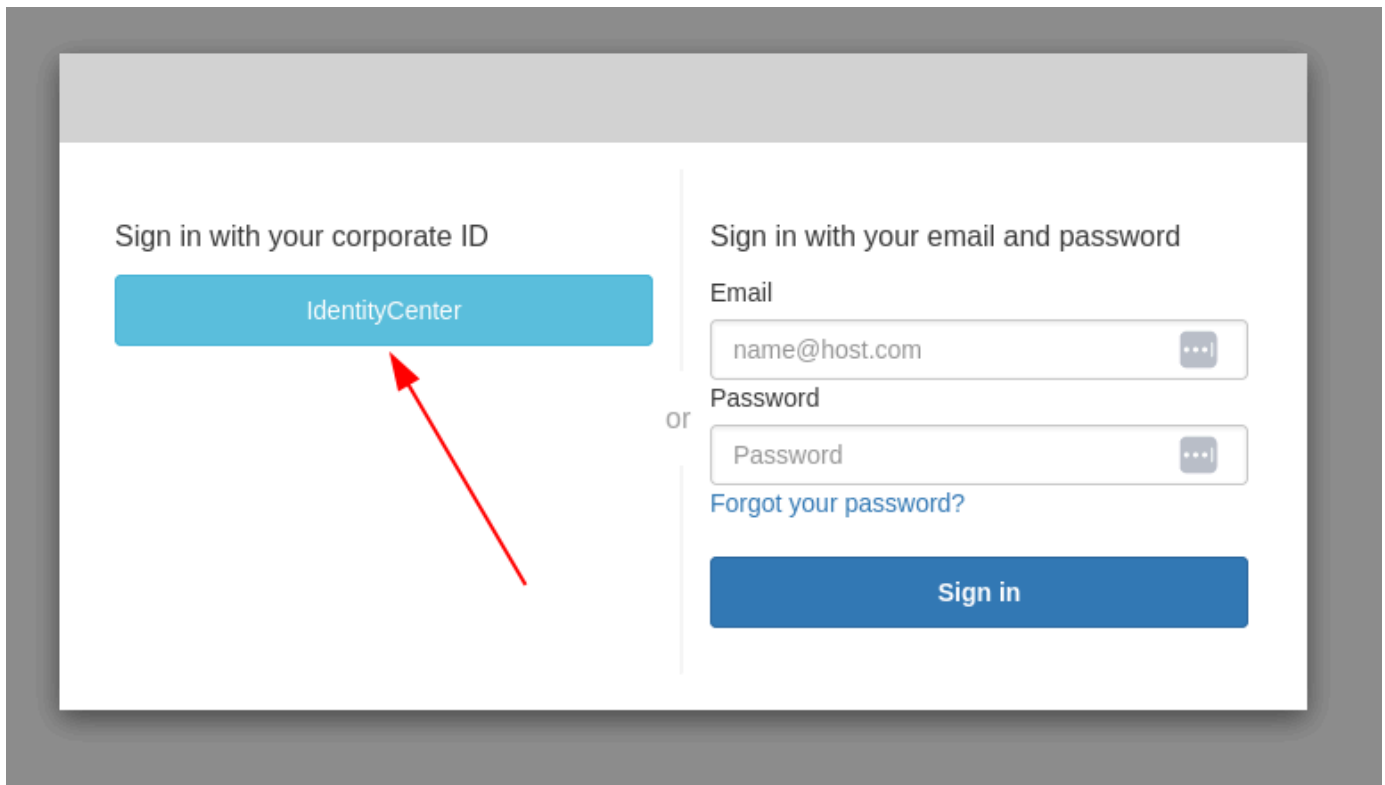 Sign in with your corporate ID
IdentityCenter
or
Sign in with your email and password
Email
name@host.com
Password
Password
Forgot your password?
Sign in